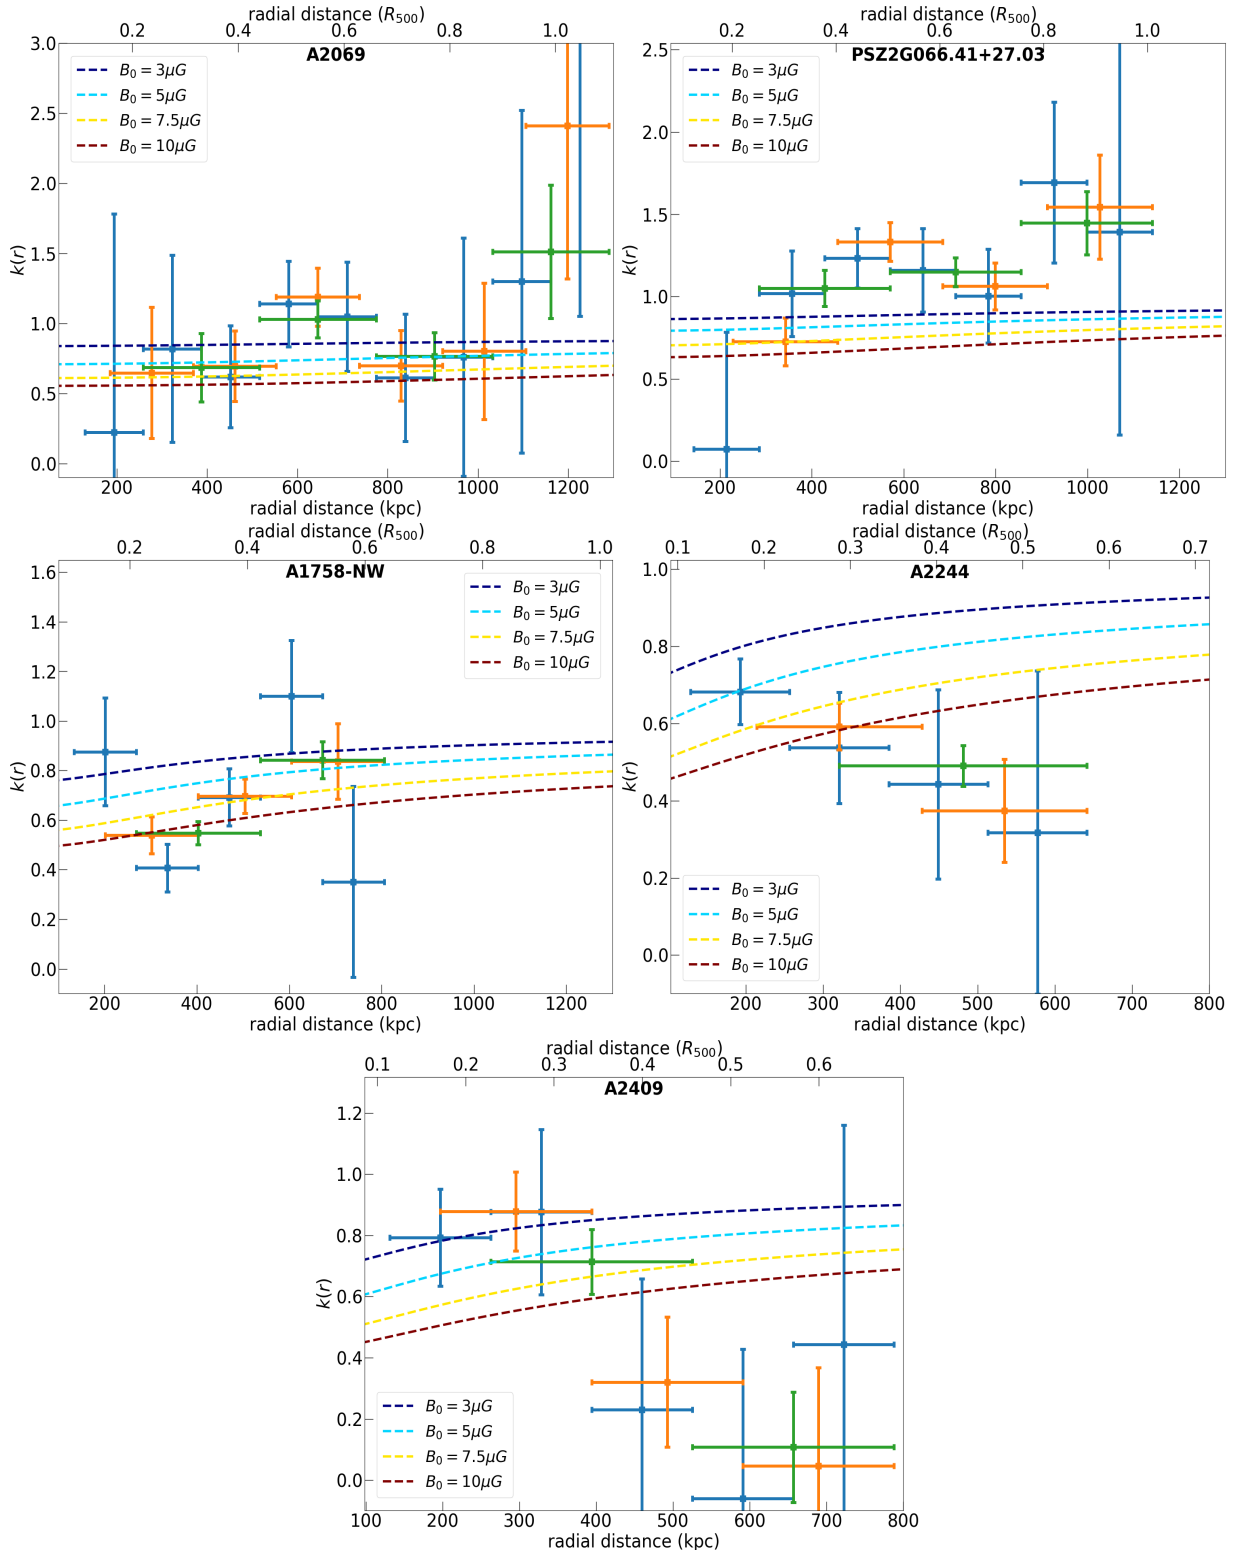 radial distance (R500)
0.2 0.4 0.6 0.8 1.0
A2069
3.0
2.5
2.0
1.5
1.0
0.5
0.0
k(r)
B0 = 3μG
B0 = 5μG
B0 = 7.5μG
B0 = 10μG
200 400 600 800 1000 1200
radial distance (kpc)
radial distance (R500)
0.2 0.4 0.6 0.8 1.0
PSZ2G066.41+27.03
2.5
2.0
1.5
1.0
0.5
0.0
k(r)
B0 = 3μG
B0 = 5μG
B0 = 7.5μG
B0 = 10μG
200 400 600 800 1000 1200
radial distance (kpc)
radial distance (R500)
0.2 0.4 0.6 0.8 1.0
A1758-NW
1.6
1.4
1.2
1.0
0.8
0.6
0.4
0.2
0.0
k(r)
B0 = 3μG
B0 = 5μG
B0 = 7.5μG
B0 = 10μG
200 400 600 800 1000 1200
radial distance (kpc)
radial distance (R500)
0.1 0.2 0.3 0.4 0.5 0.6 0.7
A2244
1.0
0.8
0.6
0.4
0.2
0.0
k(r)
B0 = 3μG
B0 = 5μG
B0 = 7.5μG
B0 = 10μG
200 300 400 500 600 700 800
radial distance (kpc)
radial distance (R500)
0.1 0.2 0.3 0.4 0.5 0.6
A2409
1.2
1.0
0.8
0.6
0.4
0.2
0.0
k(r)
B0 = 3μG
B0 = 5μG
B0 = 7.5μG
B0 = 10μG
100 200 300 400 500 600 700 800
radial distance (kpc)